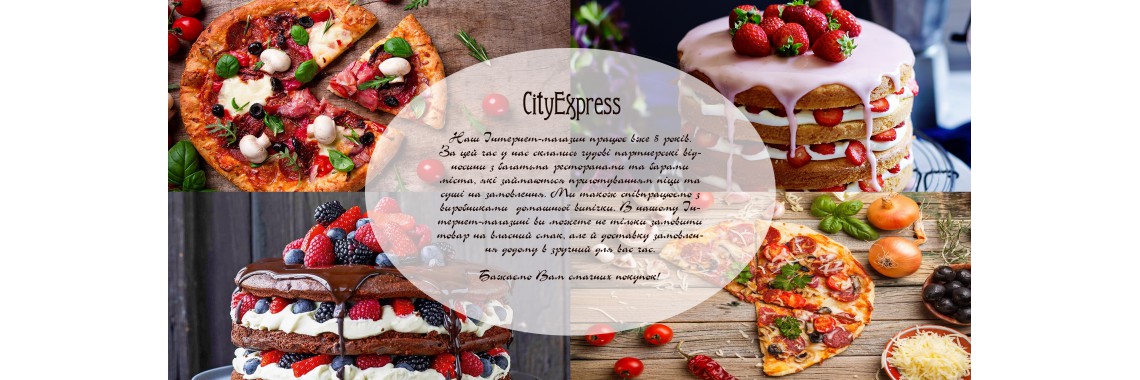 CityExpress
Наш Інтернет-магазин працює вже 5 років.
За цей час у нас склались чудові партнерські від-
носини з багатьма ресторанами та барами
міста, які займаються приготуванням піци та
суші на замовлення. Ми також співпрацюємо з
виробниками домашньої випічки. В нашому Ін-
тернет-магазині ви можете не тільки замовити
товар на власний смак, але й доставку замовлен-
ня додому в зручний для вас час.
Бажаємо Вам смачних покупок!